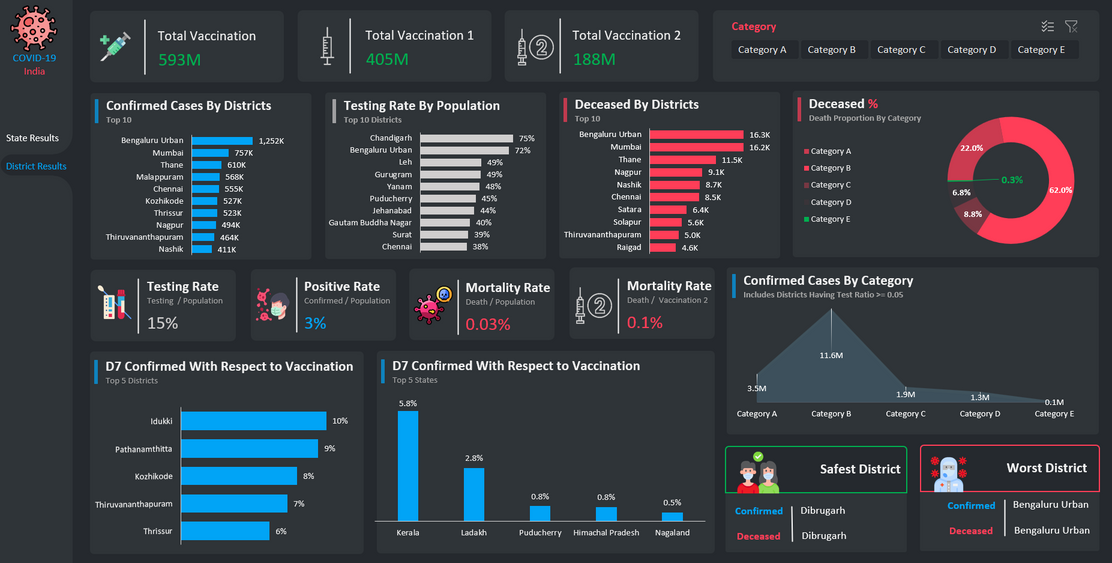 COVID-19
India
State Results
District Results
Total Vaccination
593M
Total Vaccination 1
405M
2
Total Vaccination 2
188M
Category
Category A
Category B
Category C
Category D
Category E
Confirmed Cases By Districts
Top 10
Bengaluru Urban 1,252K
Mumbai 757K
Thane 610K
Malappuram 568K
Chennai 555K
Kozhikode 527K
Thrissur 523K
Nagpur 494K
Thiruvananthapuram 464K
Nashik 411K
Testing Rate By Population
Top 10 Districts
Chandigarh 75%
Bengaluru Urban 72%
Leh 49%
Gurugram 49%
Yanam 48%
Puducherry 45%
Jehanabad 44%
Gautam Buddha Nagar 40%
Surat 39%
Chennai 38%
Deceased By Districts
Top 10
Bengaluru Urban 16.3K
Mumbai 16.2K
Thane 11.5K
Nagpur 9.1K
Nashik 8.7K
Chennai 8.5K
Satara 6.4K
Solapur 5.6K
Thiruvananthapuram 5.0K
Raigad 4.6K
Deceased %
Death Proportion By Category
Category A
Category B
Category C
Category D
Category E
22.0%
0.3%
62.0%
6.8%
8.8%
Testing Rate
Testing / Population
15%
Positive Rate
Confirmed / Population
3%
Mortality Rate
Death / Population
0.03%
2
Mortality Rate
Death / Vaccination 2
0.1%
Confirmed Cases By Category
Includes Districts Having Test Ratio >= 0.05
3.5M
11.6M
1.9M
1.3M
0.1M
Category A
Category B
Category C
Category D
Category E
D7 Confirmed With Respect to Vaccination
Top 5 Districts
Idukki 10%
Pathanamthitta 9%
Kozhikode 8%
Thiruvananthapuram 7%
Thrissur 6%
D7 Confirmed With Respect to Vaccination
Top 5 States
5.8%
2.8%
0.8%
0.8%
0.5%
Kerala
Ladakh
Puducherry
Himachal Pradesh
Nagaland
Safest District
Confirmed Dibrugarh
Deceased Dibrugarh
Worst District
Confirmed Bengaluru Urban
Deceased Bengaluru Urban